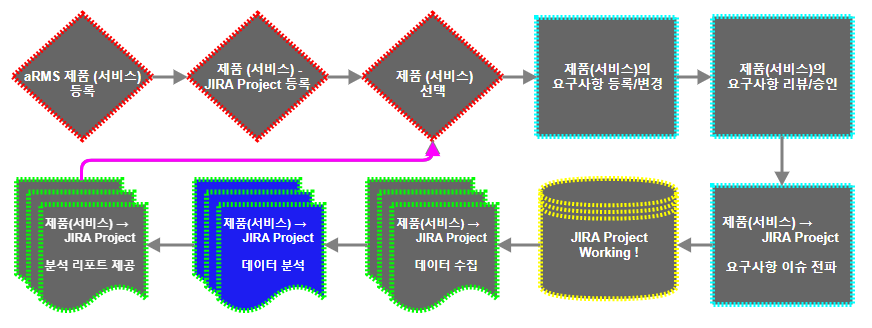 aRMS 제품 (서비스)
등록
제품 (서비스) -
JIRA Project 등록
제품 (서비스)
선택
제품(서비스)의
요구사항 등록/변경
제품(서비스)의
요구사항 리뷰/승인
제품(서비스) →
JIRA Proejct
요구사항 이슈 전파
JIRA Project
Working !
제품(서비스) →
JIRA Project
데이터 수집
제품(서비스) →
JIRA Project
데이터 분석
제품(서비스) →
JIRA Project
분석 리포트 제공